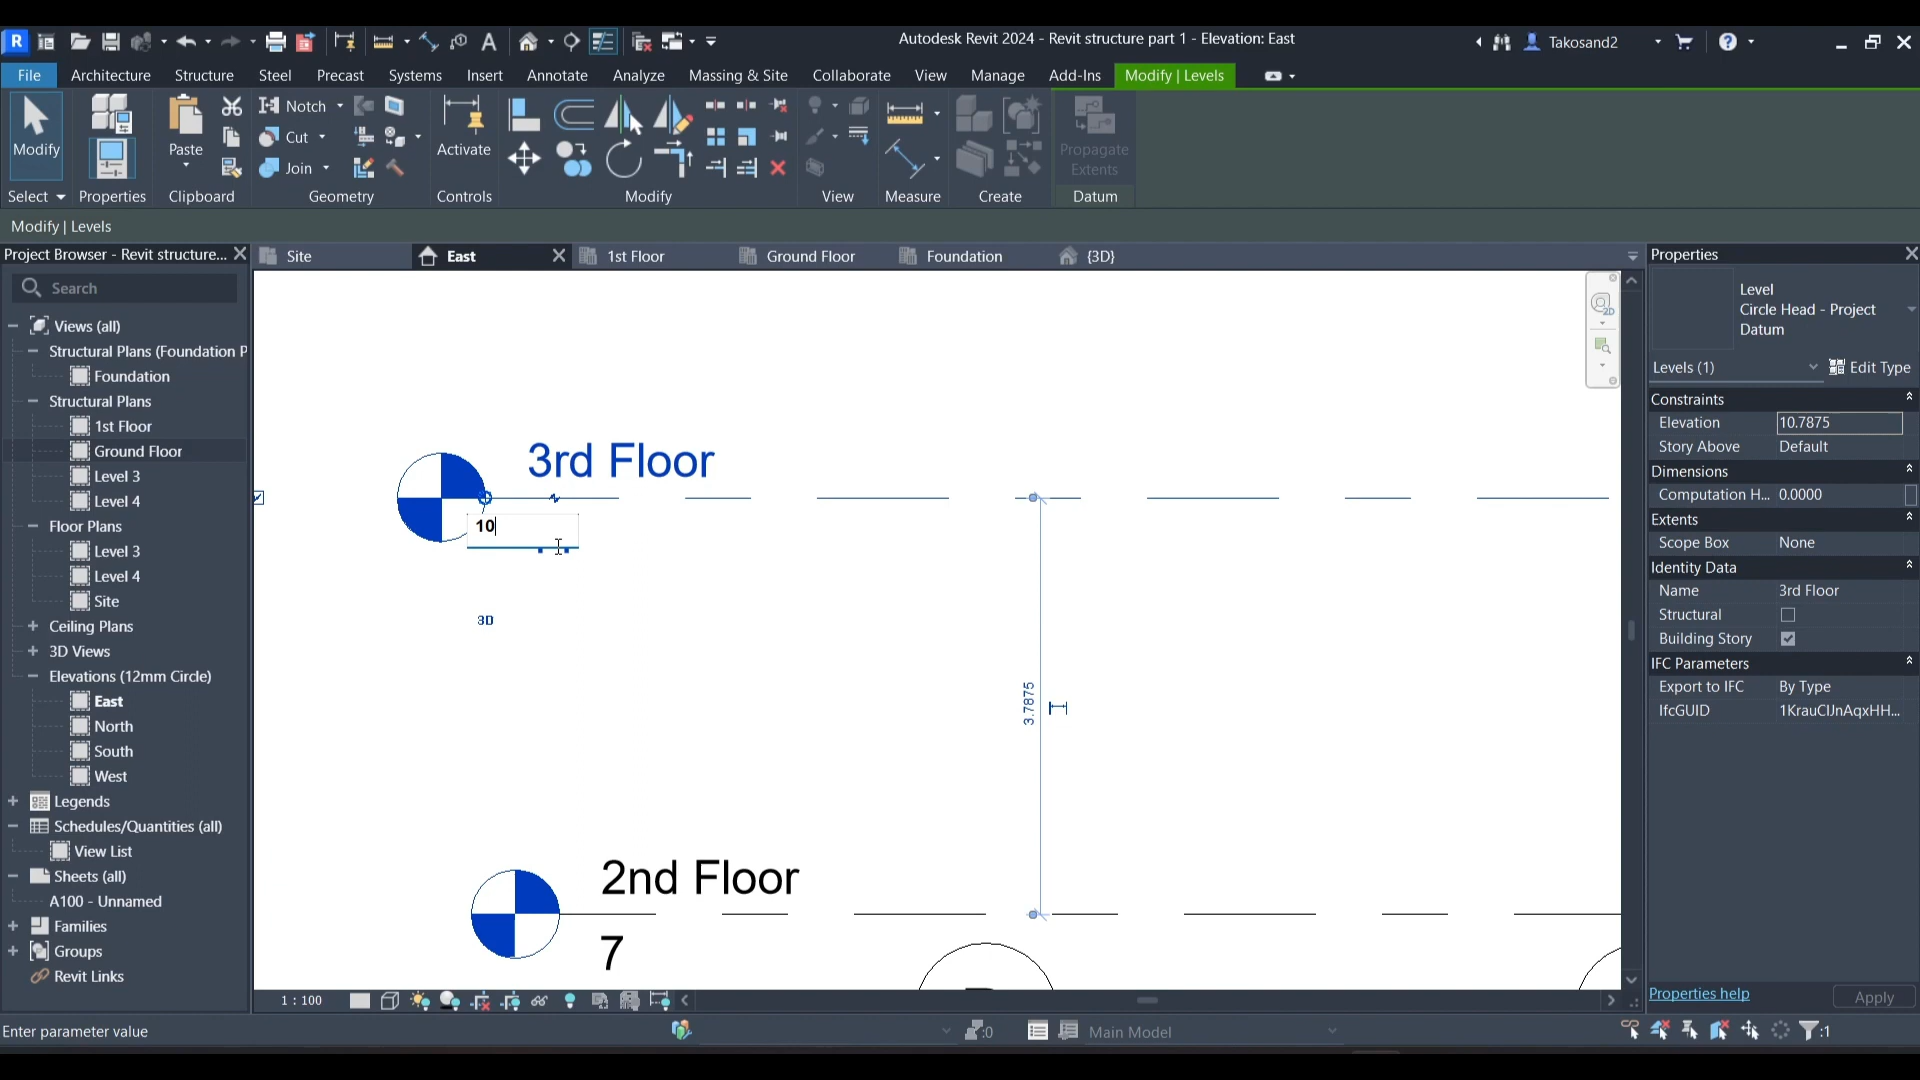 R
Autodesk Revit 2024 - Revit structure part 1 - Elevation: East
Takosand2
File
Architecture
Structure
Steel
Precast
Systems
Insert
Annotate
Analyze
Massing & Site
Collaborate
View
Manage
Add-Ins
Modify | Levels
Modify
Notch
Cut
Join
Paste
Activate
Propagate
Extents
Select
Properties
Clipboard
Geometry
Controls
Modify
View
Measure
Create
Datum
Modify | Levels
Project Browser - Revit structure...
Site
East
1st Floor
Ground Floor
Foundation
{3D}
Search
Views (all)
Structural Plans (Foundation P
Foundation
Structural Plans
1st Floor
Ground Floor
Level 3
Level 4
Floor Plans
Level 3
Level 4
Site
Ceiling Plans
3D Views
Elevations (12mm Circle)
East
North
South
West
Legends
Schedules/Quantities (all)
View List
Sheets (all)
A100 - Unnamed
Families
Groups
Revit Links
3rd Floor
10
3D
3.7875
2nd Floor
7
2D
Properties
Level
Circle Head - Project
Datum
Levels (1)
Edit Type
Constraints
Elevation 10.7875
Story Above Default
Dimensions
Computation H... 0.0000
Extents
Scope Box None
Identity Data
Name 3rd Floor
Structural
Building Story
IFC Parameters
Export to IFC By Type
IfcGUID 1KrauCIJnAqxHH...
Properties help
Apply
1 : 100
Enter parameter value
:0
Main Model
:1